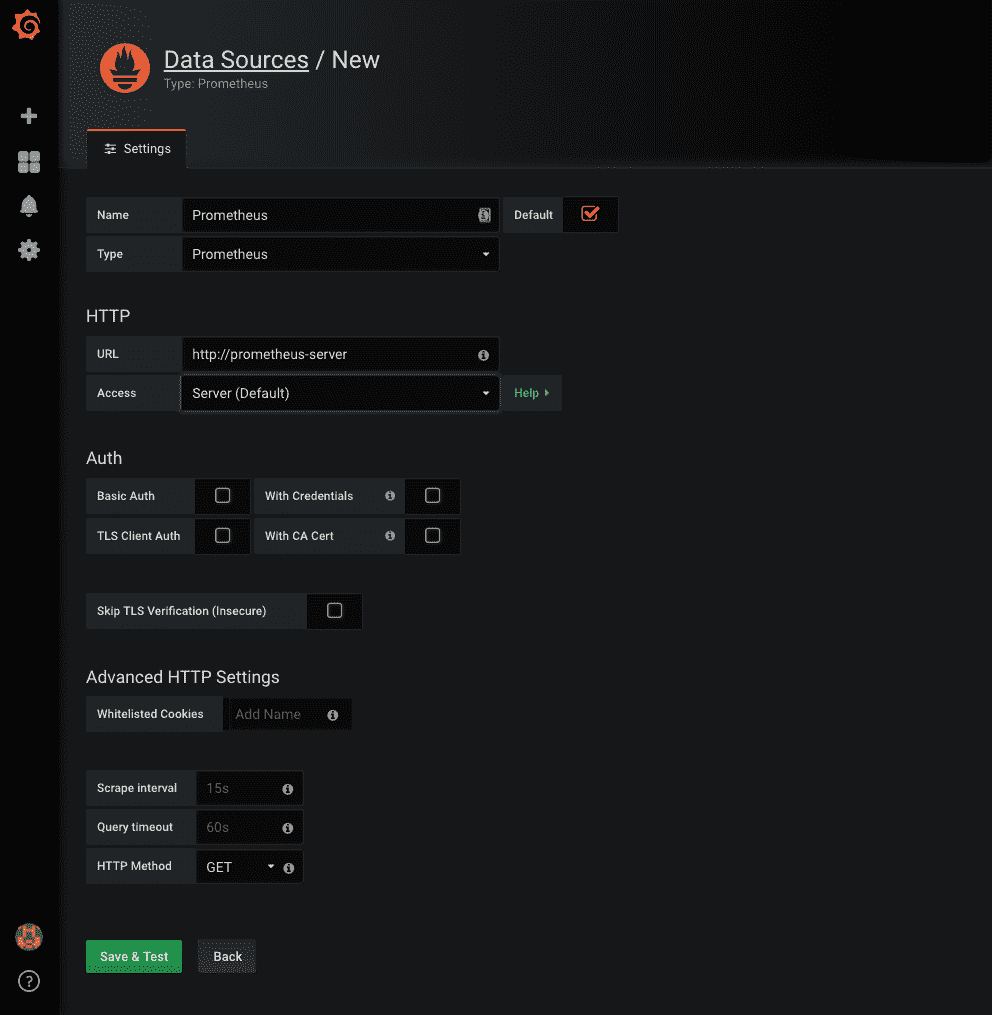 Data Sources / New
Type: Prometheus
Settings
Name Prometheus Default
Type Prometheus
HTTP
URL http://prometheus-server
Access Server (Default) Help
Auth
Basic Auth With Credentials
TLS Client Auth With CA Cert
Skip TLS Verification (Insecure)
Advanced HTTP Settings
Whitelisted Cookies Add Name
Scrape interval 15s
Query timeout 60s
HTTP Method GET
Save & Test Back